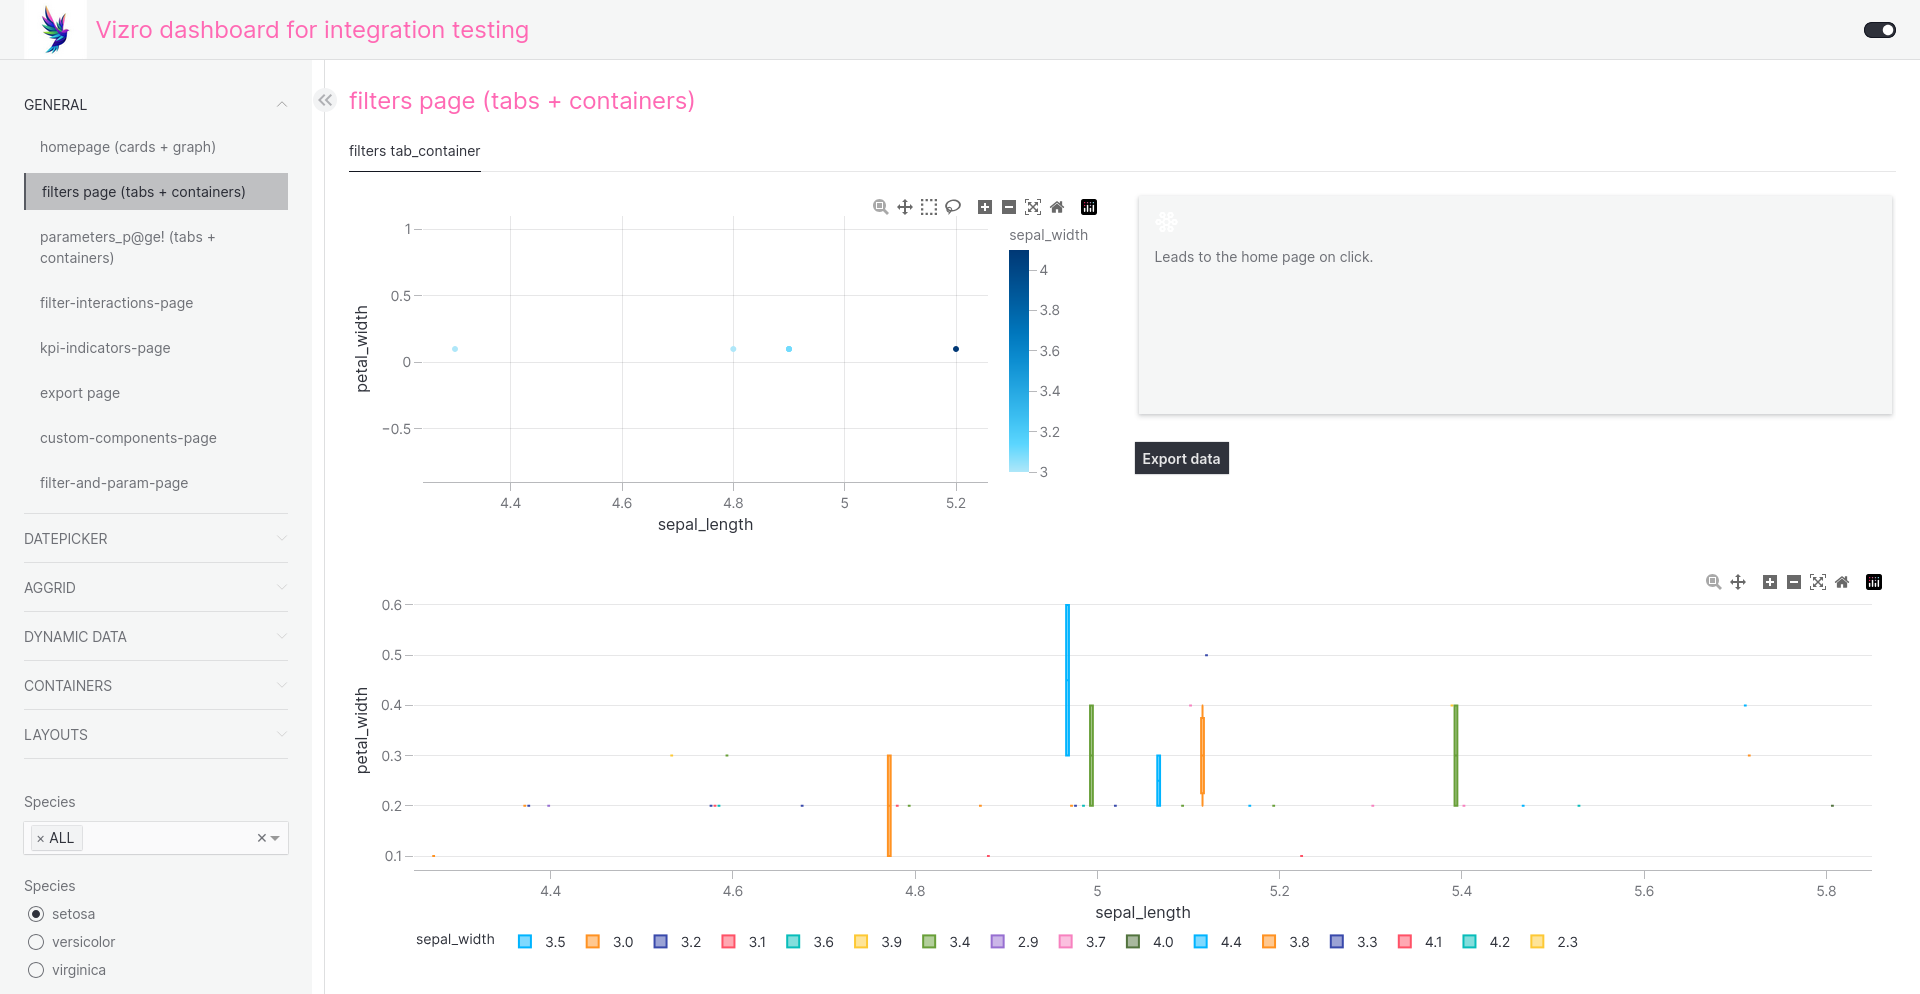 Vizro dashboard for integration testing
GENERAL
homepage (cards + graph)
filters page (tabs + containers)
parameters_p@ge! (tabs +
containers)
filter-interactions-page
kpi-indicators-page
export page
custom-components-page
filter-and-param-page
DATEPICKER
AGGRID
DYNAMIC DATA
CONTAINERS
LAYOUTS
Species
× ALL ×
Species
setosa
versicolor
virginica
filters page (tabs + containers)
filters tab_container
sepal_width
1
0.5
0
−0.5
petal_width
4.4 4.6 4.8 5 5.2
sepal_length
4
3.8
3.6
3.4
3.2
3
Leads to the home page on click.
Export data
0.6
0.5
0.4
0.3
0.2
0.1
petal_width
4.4 4.6 4.8 5 5.2 5.4 5.6 5.8
sepal_length
sepal_width 3.5 3.0 3.2 3.1 3.6 3.9 3.4 2.9 3.7 4.0 4.4 3.8 3.3 4.1 4.2 2.3